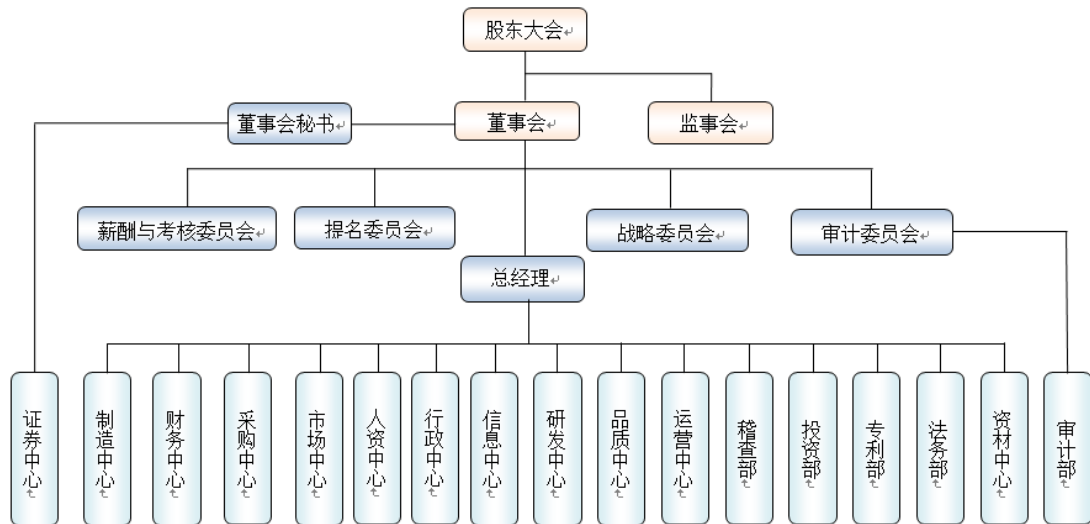 股东大会
董事会秘书
董事会
监事会
薪酬与考核委员会
提名委员会
战略委员会
审计委员会
总经理
证券中心
制造中心
财务中心
采购中心
市场中心
人资中心
行政中心
信息中心
研发中心
品质中心
运营中心
稽查部
投资部
专利部
法务部
资材中心
审计部